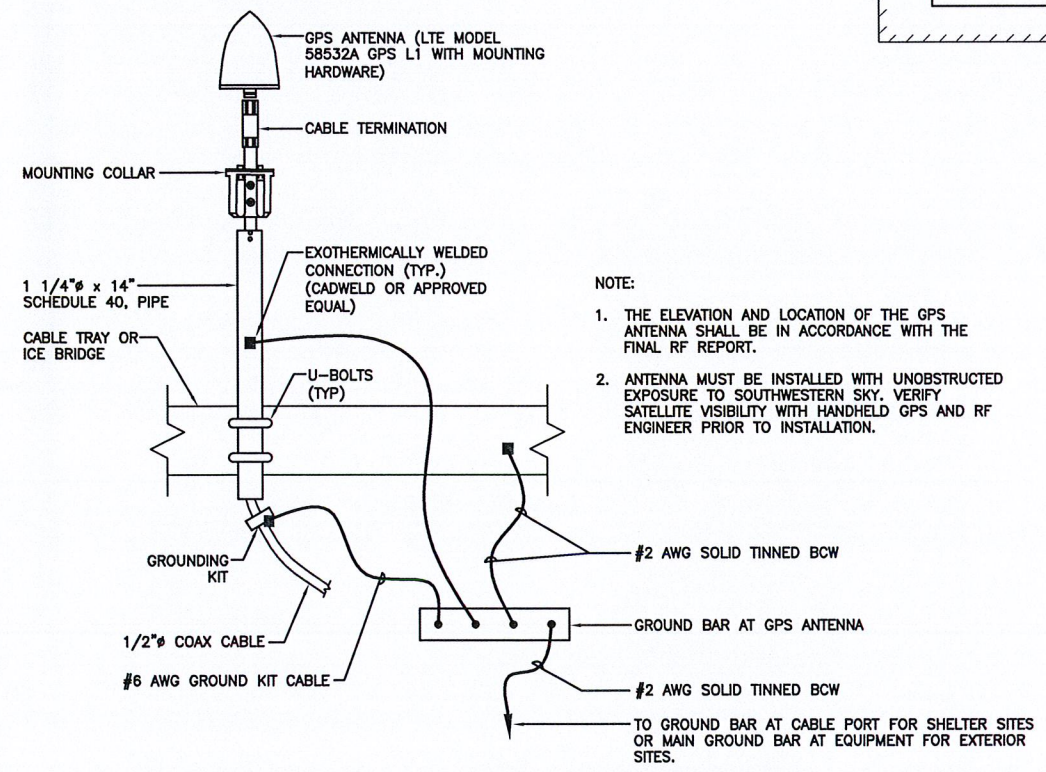 GPS ANTENNA (LTE MODEL
58532A GPS L1 WITH MOUNTING
HARDWARE)
CABLE TERMINATION
MOUNTING COLLAR
EXOTHERMICALLY WELDED
CONNECTION (TYP.)
(CADWELD OR APPROVED
EQUAL)
1 1/4"ø x 14"
SCHEDULE 40, PIPE
CABLE TRAY OR
ICE BRIDGE
U-BOLTS
(TYP)
NOTE:
1. THE ELEVATION AND LOCATION OF THE GPS
ANTENNA SHALL BE IN ACCORDANCE WITH THE
FINAL RF REPORT.
2. ANTENNA MUST BE INSTALLED WITH UNOBSTRUCTED
EXPOSURE TO SOUTHWESTERN SKY. VERIFY
SATELLITE VISIBILITY WITH HANDHELD GPS AND RF
ENGINEER PRIOR TO INSTALLATION.
GROUNDING
KIT
1/2"ø COAX CABLE
#6 AWG GROUND KIT CABLE
#2 AWG SOLID TINNED BCW
GROUND BAR AT GPS ANTENNA
#2 AWG SOLID TINNED BCW
TO GROUND BAR AT CABLE PORT FOR SHELTER SITES
OR MAIN GROUND BAR AT EQUIPMENT FOR EXTERIOR
SITES.